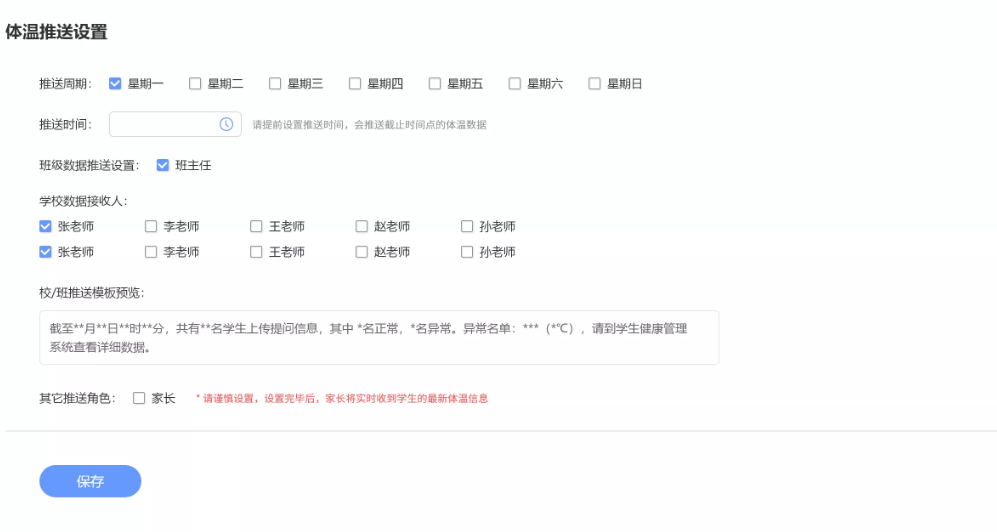 体温推送设置
推送周期： 星期一 星期二 星期三 星期四 星期五 星期六 星期日
推送时间： 请提前设置推送时间，会推送截止时间点的体温数据
班级数据推送设置： 班主任
学校数据接收人：
张老师 李老师 王老师 赵老师 孙老师
张老师 李老师 王老师 赵老师 孙老师
校/班推送模板预览：
截至**月**日**时**分，共有**名学生上传提问信息，其中 *名正常，*名异常。异常名单：***（*℃），请到学生健康管理
系统查看详细数据。
其它推送角色： 家长 * 请谨慎设置，设置完毕后，家长将实时收到学生的最新体温信息
保存